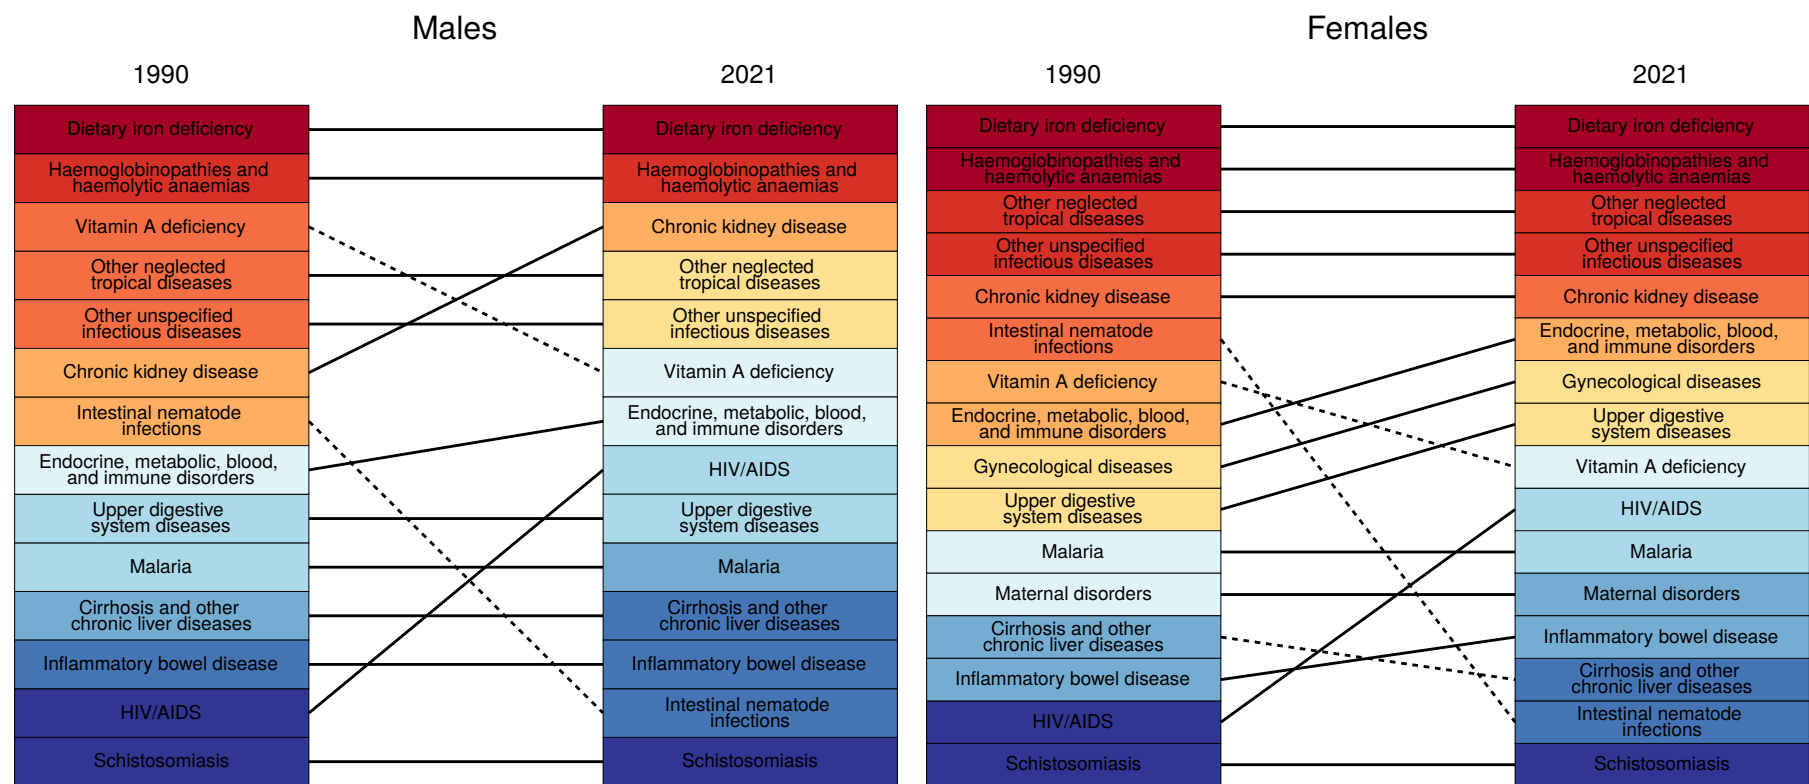 Males
1990
2021
Dietary iron deficiency
Haemoglobinopathies and
haemolytic anaemias
Vitamin A deficiency
Other neglected
tropical diseases
Other unspecified
infectious diseases
Chronic kidney disease
Intestinal nematode
infections
Endocrine, metabolic, blood,
and immune disorders
Upper digestive
system diseases
Malaria
Cirrhosis and other
chronic liver diseases
Inflammatory bowel disease
HIV/AIDS
Schistosomiasis
Dietary iron deficiency
Haemoglobinopathies and
haemolytic anaemias
Chronic kidney disease
Other neglected
tropical diseases
Other unspecified
infectious diseases
Vitamin A deficiency
Endocrine, metabolic, blood,
and immune disorders
HIV/AIDS
Upper digestive
system diseases
Malaria
Cirrhosis and other
chronic liver diseases
Inflammatory bowel disease
Intestinal nematode
infections
Schistosomiasis
Females
1990
2021
Dietary iron deficiency
Haemoglobinopathies and
haemolytic anaemias
Other neglected
tropical diseases
Other unspecified
infectious diseases
Chronic kidney disease
Intestinal nematode
infections
Vitamin A deficiency
Endocrine, metabolic, blood,
and immune disorders
Gynecological diseases
Upper digestive
system diseases
Malaria
Maternal disorders
Cirrhosis and other
chronic liver diseases
Inflammatory bowel disease
HIV/AIDS
Schistosomiasis
Dietary iron deficiency
Haemoglobinopathies and
haemolytic anaemias
Other neglected
tropical diseases
Other unspecified
infectious diseases
Chronic kidney disease
Endocrine, metabolic, blood,
and immune disorders
Gynecological diseases
Upper digestive
system diseases
Vitamin A deficiency
HIV/AIDS
Malaria
Maternal disorders
Inflammatory bowel disease
Cirrhosis and other
chronic liver diseases
Intestinal nematode
infections
Schistosomiasis